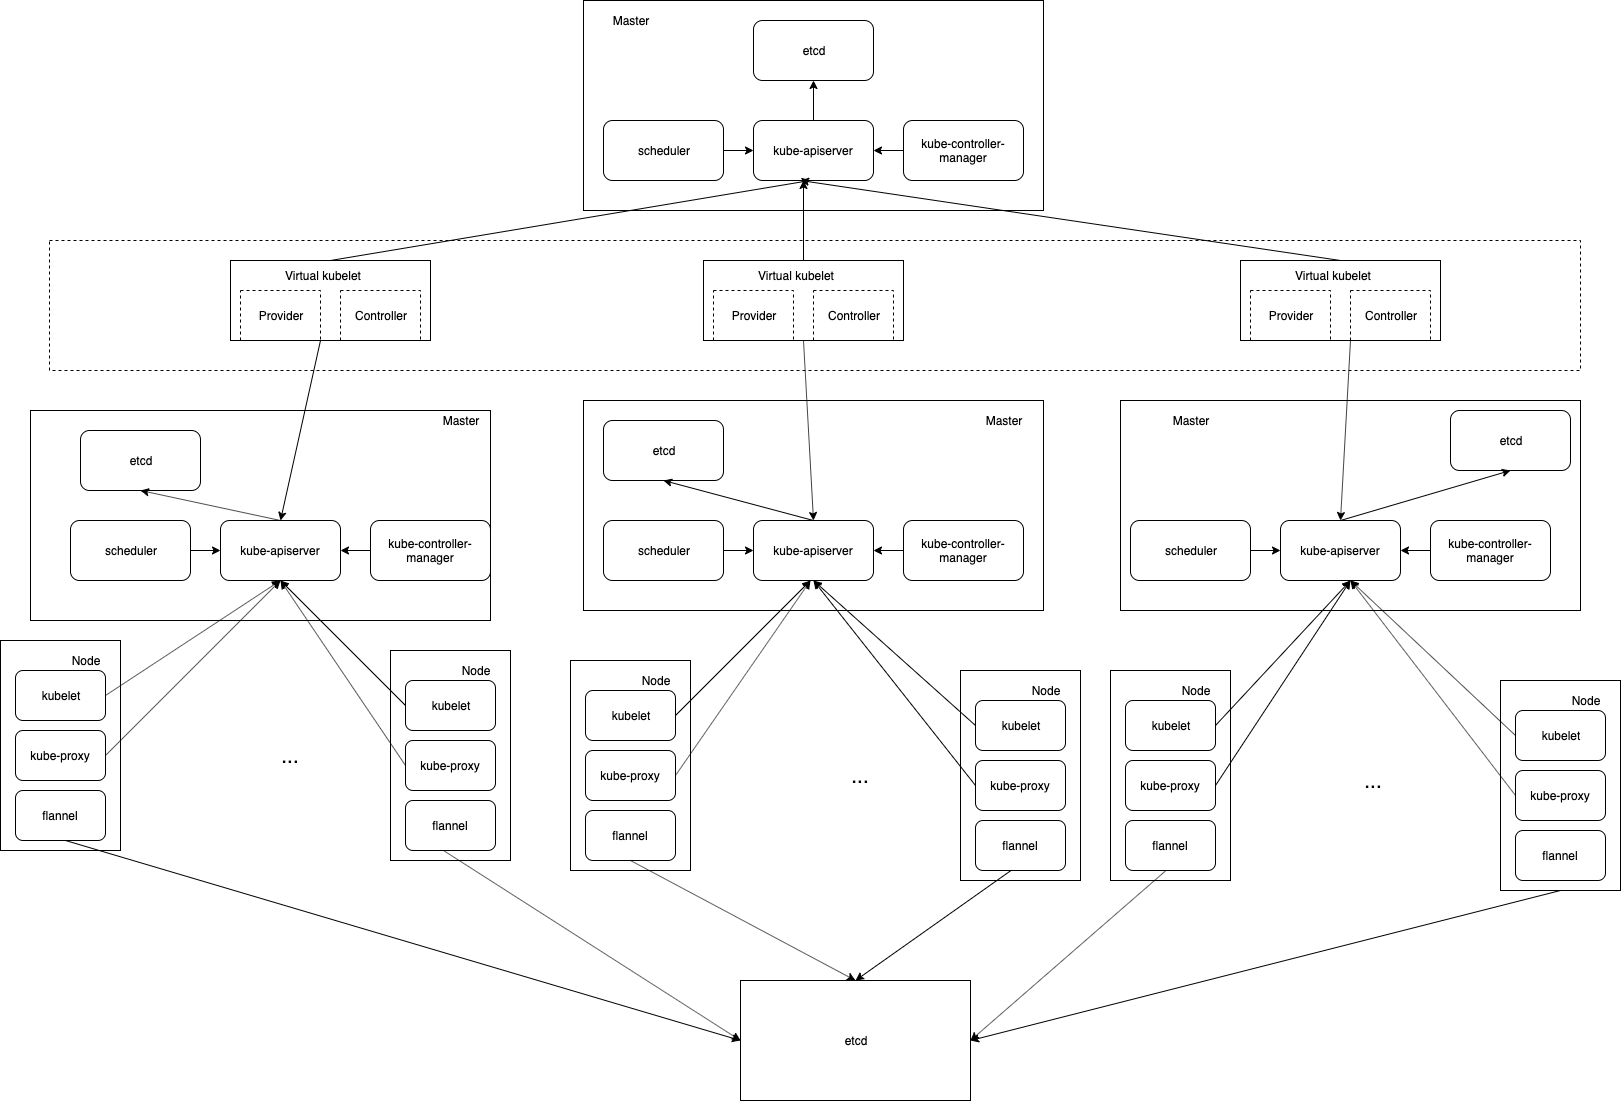 Master
etcd
scheduler
kube-apiserver
kube-controller-
manager
Virtual kubelet
Provider
Controller
Virtual kubelet
Provider
Controller
Virtual kubelet
Provider
Controller
Master
etcd
scheduler
kube-apiserver
kube-controller-
manager
Master
etcd
scheduler
kube-apiserver
kube-controller-
manager
Master
etcd
scheduler
kube-apiserver
kube-controller-
manager
Node
kubelet
kube-proxy
flannel
...
Node
kubelet
kube-proxy
flannel
Node
kubelet
kube-proxy
flannel
...
Node
kubelet
kube-proxy
flannel
Node
kubelet
kube-proxy
flannel
...
Node
kubelet
kube-proxy
flannel
etcd